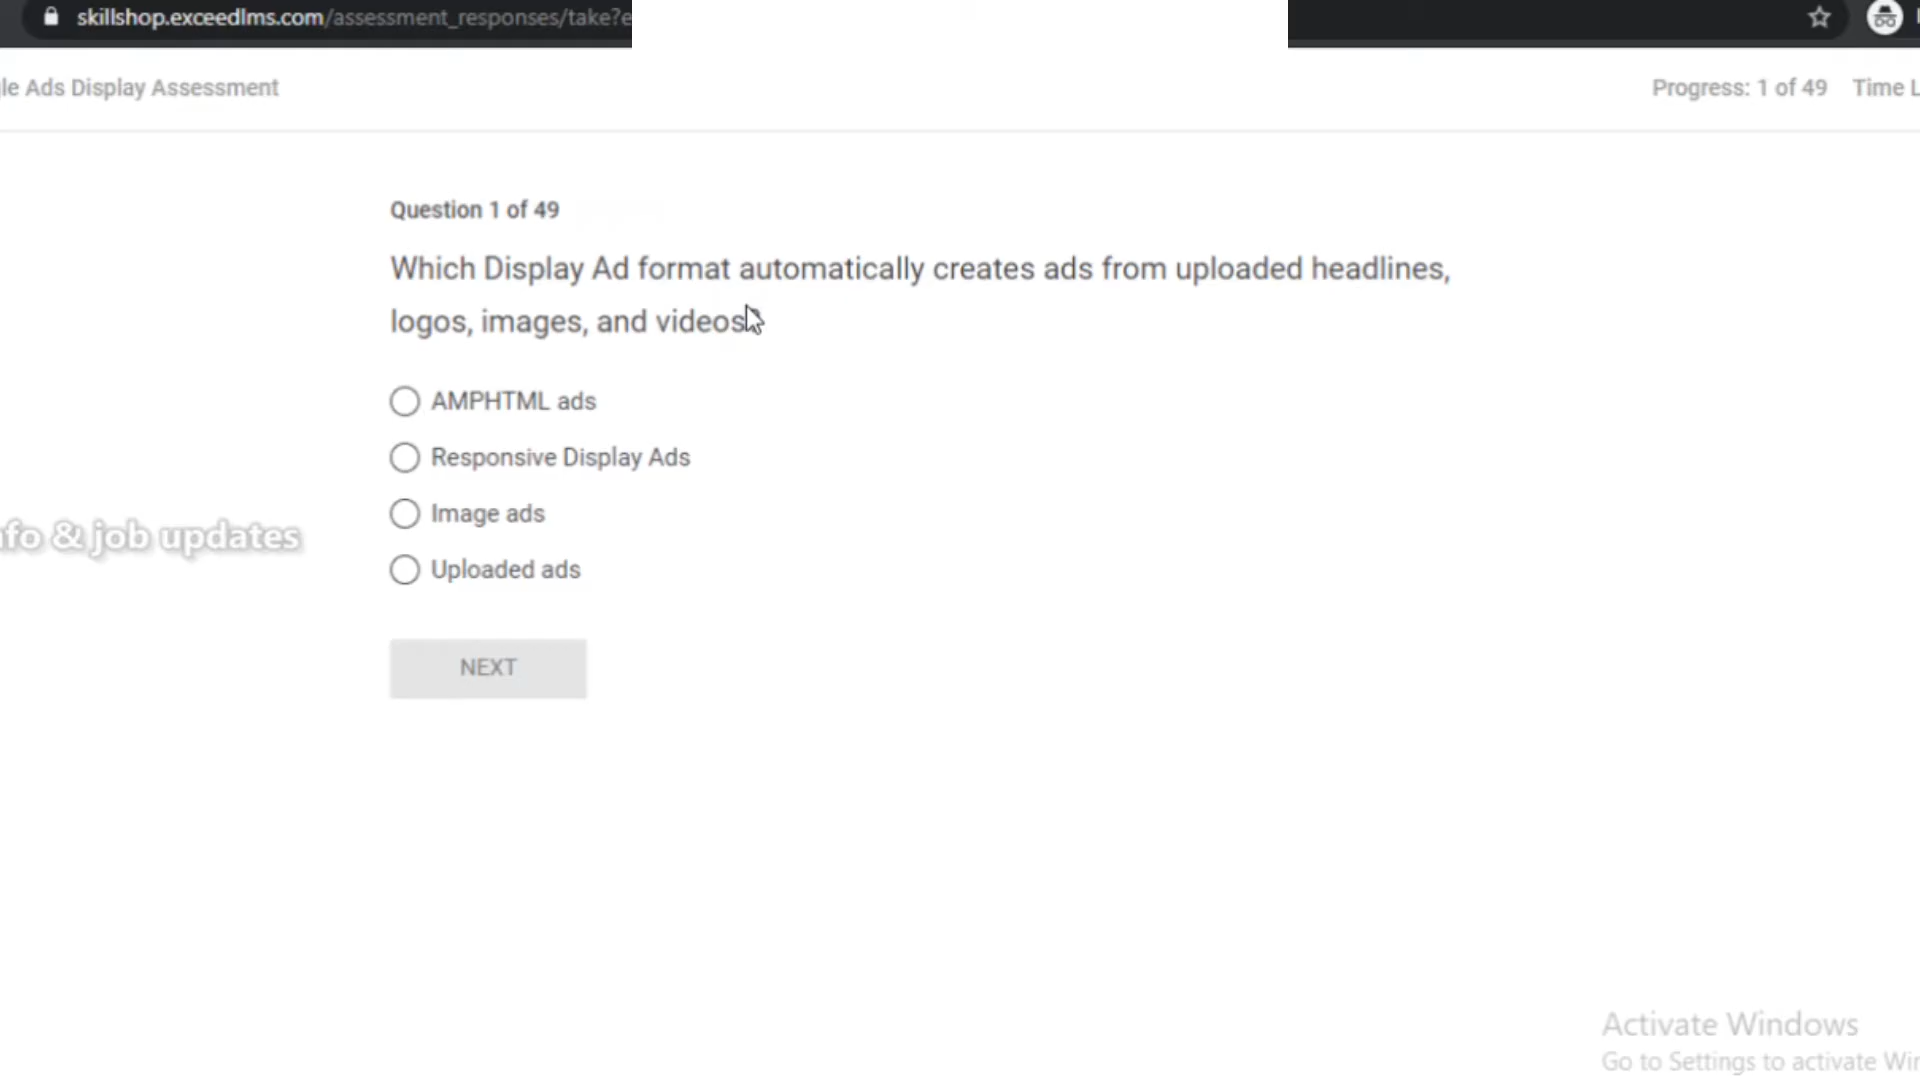 skillshop.exceedlms.com/assessment_responses/take?e
le Ads Display Assessment
Progress: 1 of 49 Time L
Question 1 of 49
Which Display Ad format automatically creates ads from uploaded headlines,
logos, images, and videos?
AMPHTML ads
Responsive Display Ads
Image ads
fo & job updates
Uploaded ads
NEXT
Activate Windows
Go to Settings to activate Win